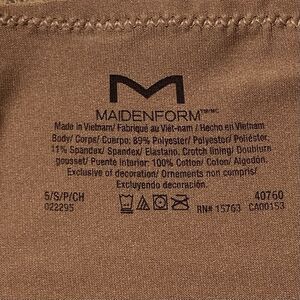 M
MAIDENFORM™
Made in Vietnam/ Fabriqué au Viêt-nam / Hecho en Vietnam
Body/ Corps/ Cuerpo: 89% Polyester/ Polyester/ Poliéster,
11% Spandex/ Spandex/ Elastano. Crotch lining/ Doublure
gousset/ Puente interior: 100% Cotton/ Coton/ Algodón.
Exclusive of decoration/ Ornements non compris/
Excluyendo decoración.
5/S/P/CH 40760
022295 RN# 15763 CA00153